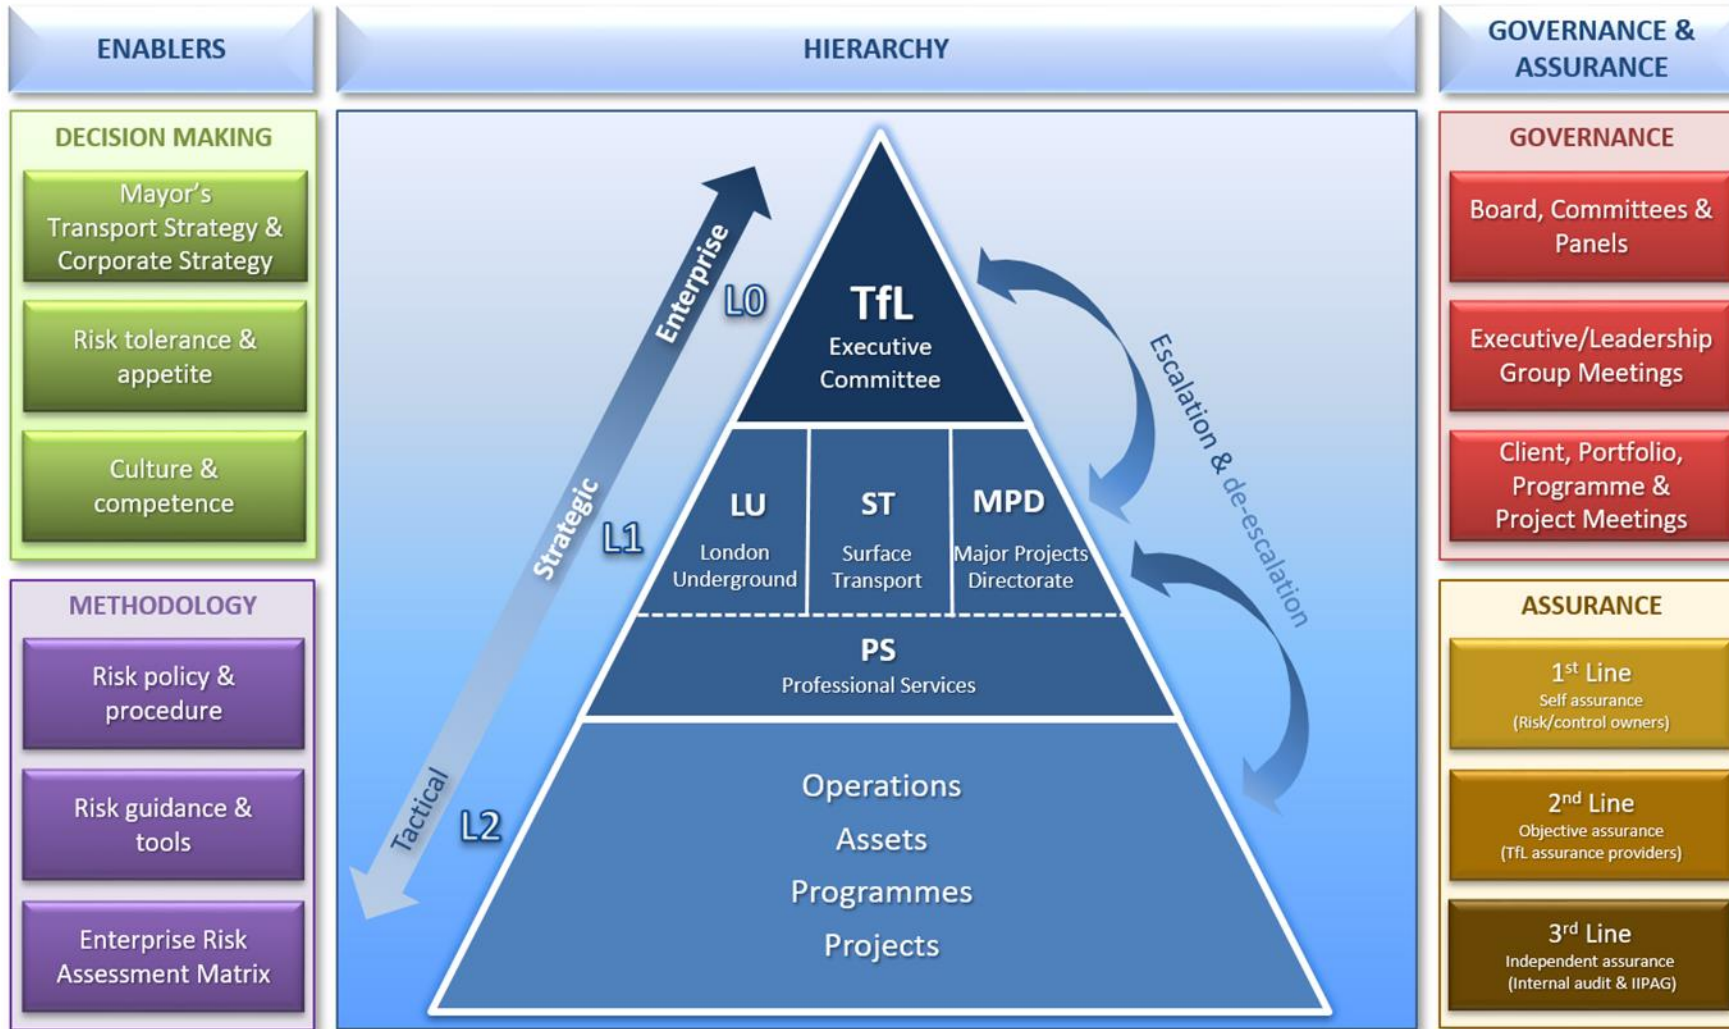 ENABLERS
HIERARCHY
GOVERNANCE &
ASSURANCE
DECISION MAKING
Mayor's
Transport Strategy &
Corporate Strategy
Risk tolerance &
appetite
Culture &
competence
METHODOLOGY
Risk policy &
procedure
Risk guidance &
tools
Enterprise Risk
Assessment Matrix
Enterprise
Strategic
Tactical
L0
L1
L2
TfL
Executive
Committee
LU
London
Underground
ST
Surface
Transport
MPD
Major Projects
Directorate
PS
Professional Services
Operations
Assets
Programmes
Projects
Escalation & de-escalation
GOVERNANCE
Board, Committees &
Panels
Executive/Leadership
Group Meetings
Client, Portfolio,
Programme &
Project Meetings
ASSURANCE
1st Line
Self assurance
(Risk/control owners)
2nd Line
Objective assurance
(TfL assurance providers)
3rd Line
Independent assurance
(Internal audit & IIPAG)